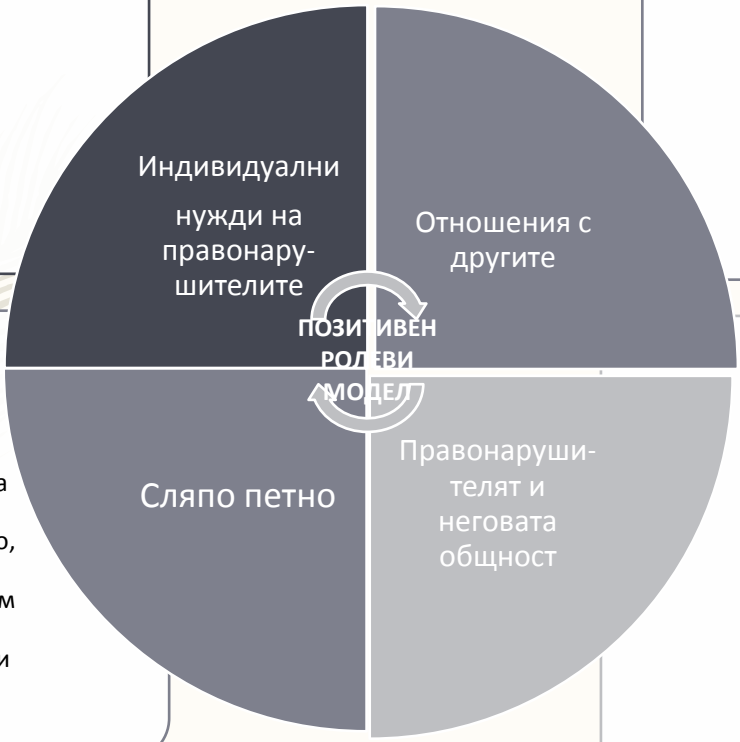 Индивидуални
нужди на
правонару-
шителите
Отношения с
другите
ПОЗИТИВЕН
РОЛЕВИ
МОДЕЛ
Сляпо петно
Правонаруши-
телят и
неговата
общност